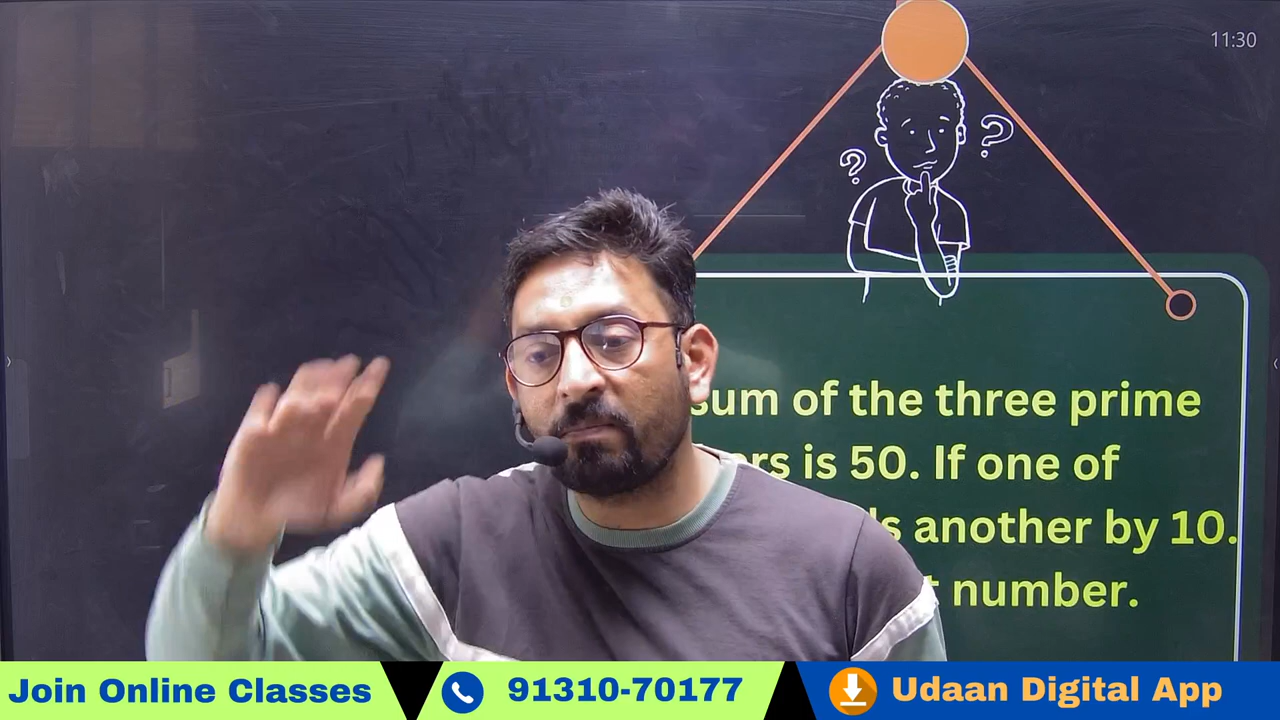 11:30
? ?
sum of the three prime
ers is 50. If one of
s another by 10.
number.
Join Online Classes
91310-70177
Udaan Digital App